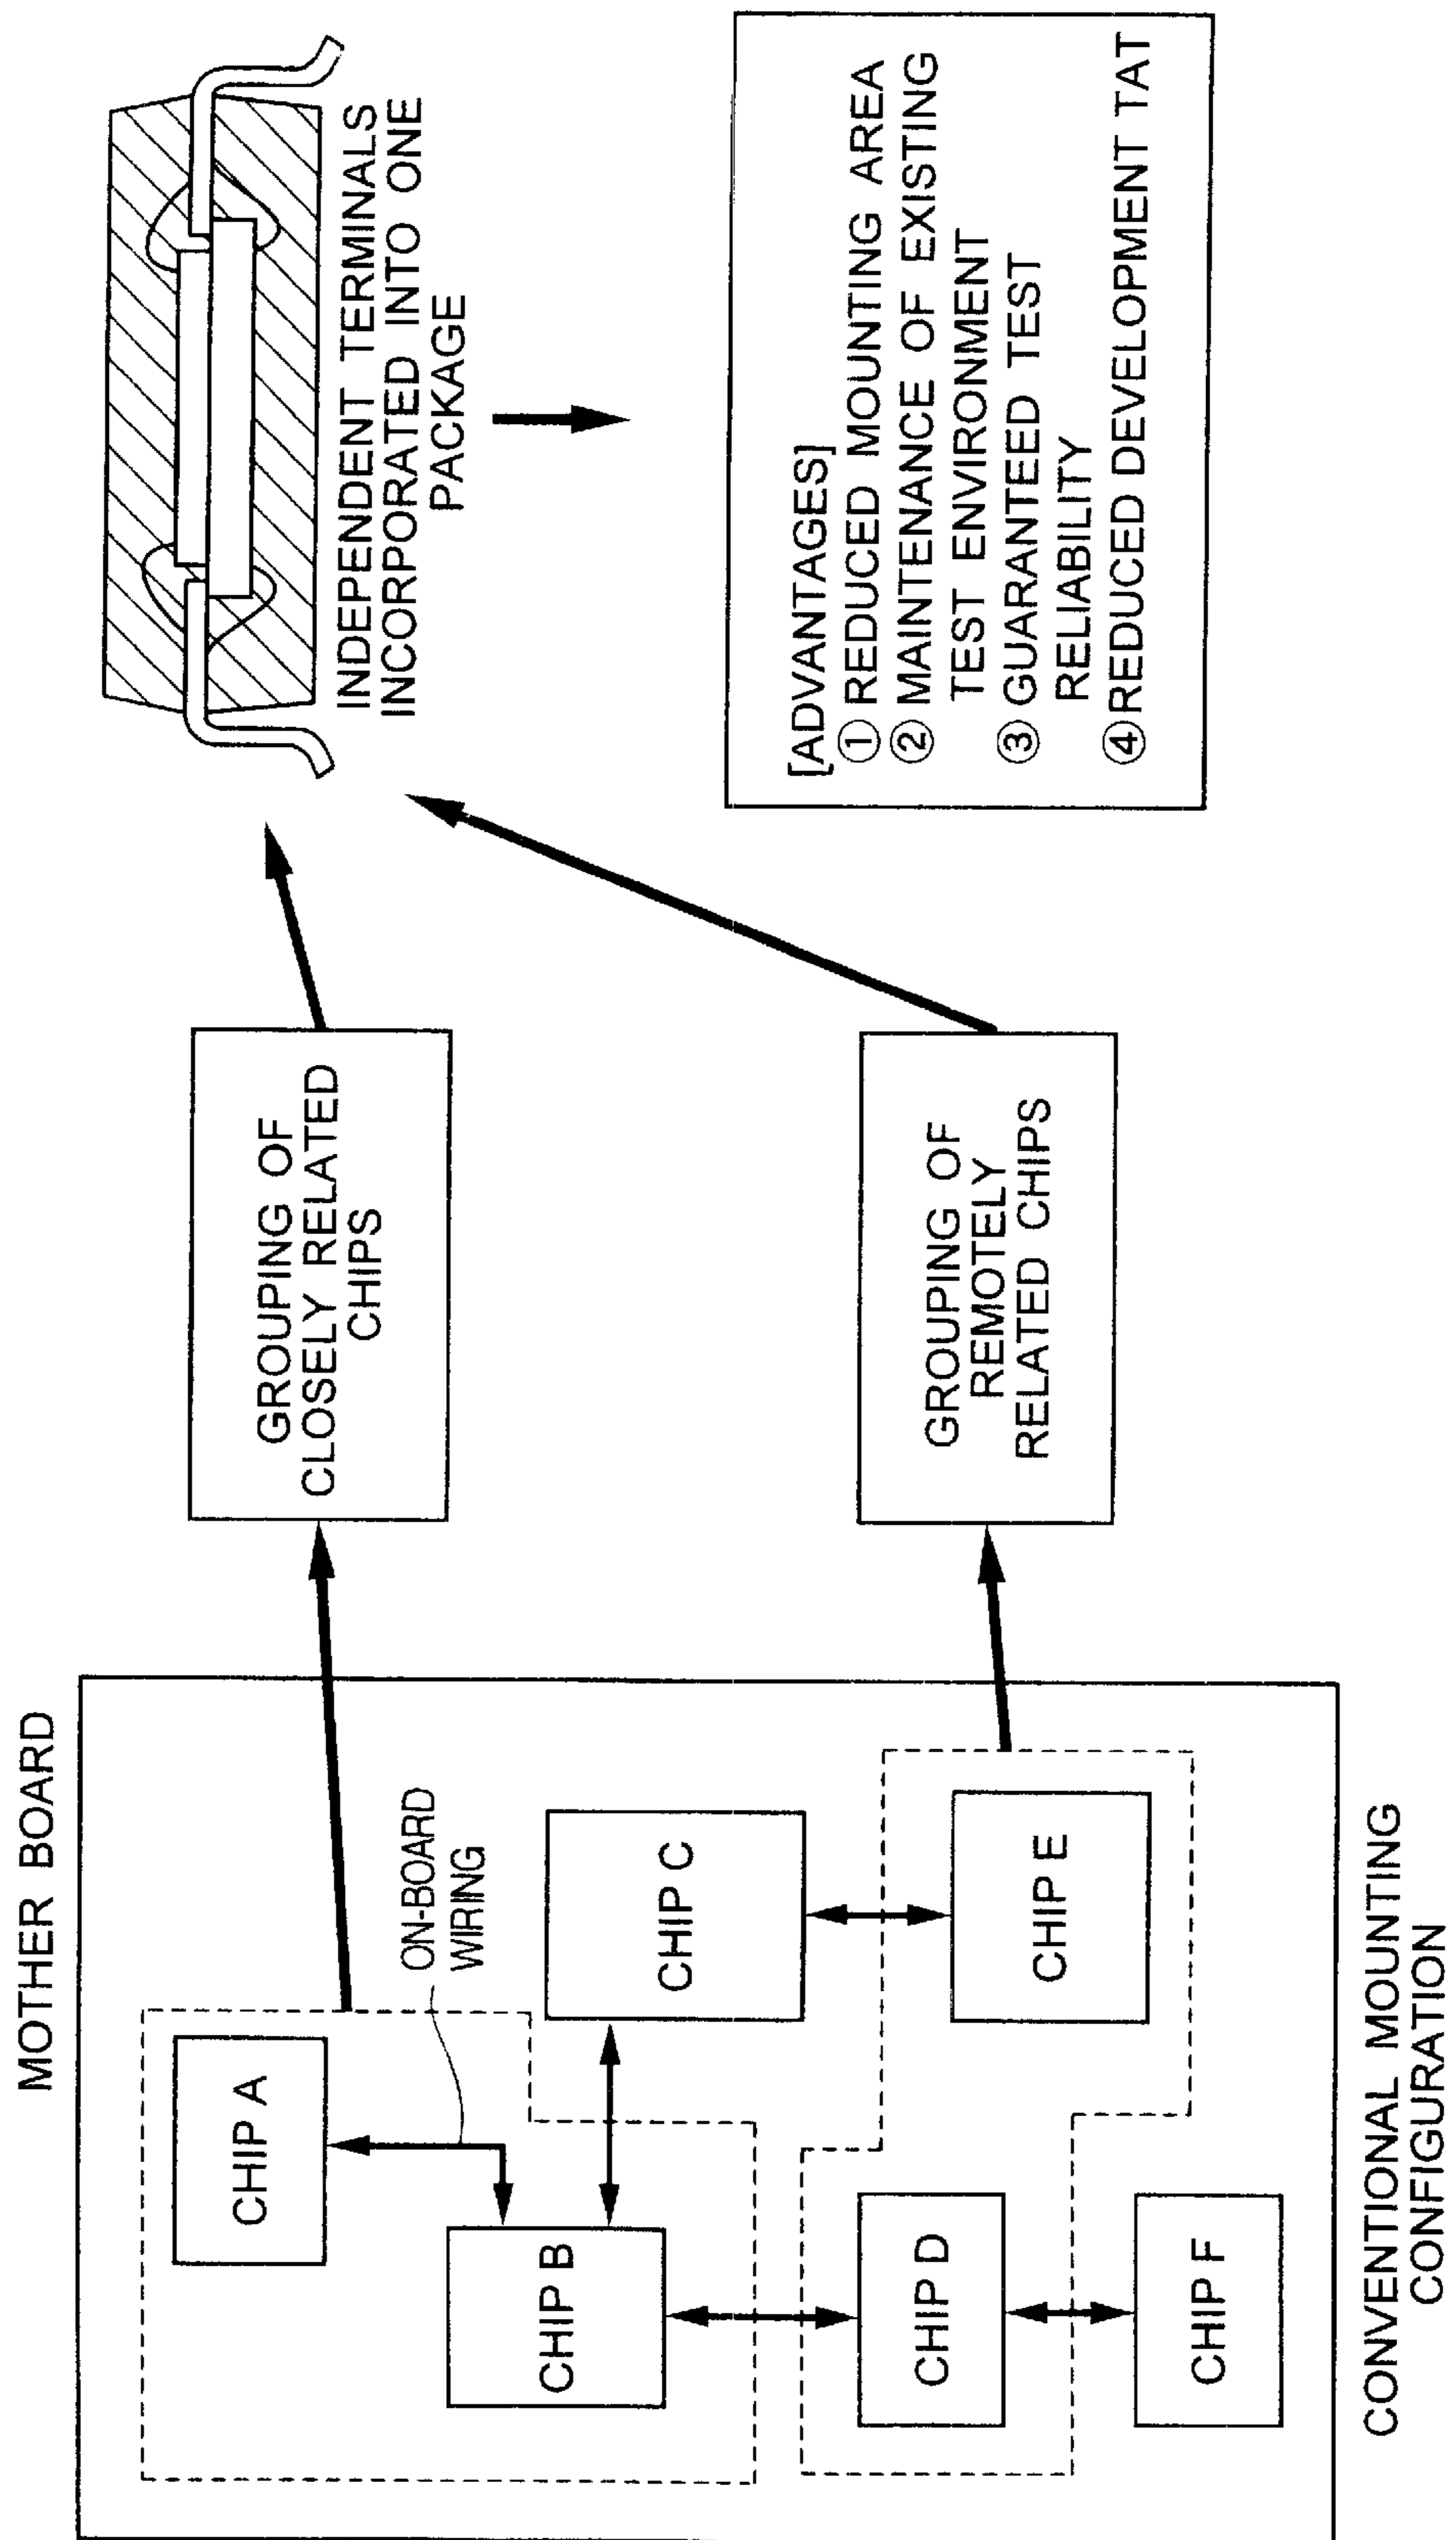 MOTHER BOARD
CHIP A
ON-BOARD
WIRING
CHIP B
CHIP C
CHIP D
CHIP E
CHIP F
CONVENTIONAL MOUNTING
CONFIGURATION
GROUPING OF
CLOSELY RELATED
CHIPS
GROUPING OF
REMOTELY
RELATED CHIPS
INDEPENDENT TERMINALS
INCORPORATED INTO ONE
PACKAGE
[ADVANTAGES]
① REDUCED MOUNTING AREA
② MAINTENANCE OF EXISTING
TEST ENVIRONMENT
③ GUARANTEED TEST
RELIABILITY
④ REDUCED DEVELOPMENT TAT